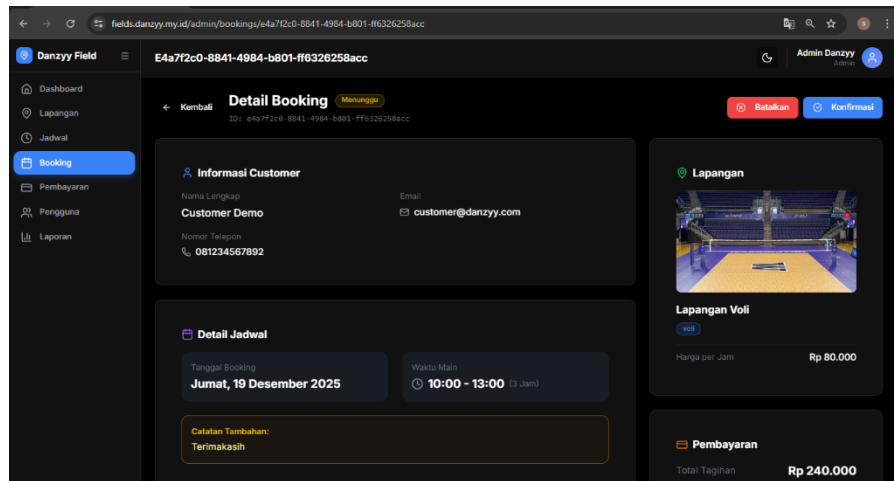 fields.danzyy.my.id/admin/bookings/e4a7f2c0-8841-4984-b801-ff6326258acc
Danzyy Field
E4a7f2c0-8841-4984-b801-ff6326258acc
Admin Danzyy
Admin
Dashboard
Lapangan
Jadwal
Booking
Pembayaran
Pengguna
Laporan
Kembali
Detail Booking
Menunggu
ID: e4a7f2c0-8841-4984-b801-ff6326258acc
Batalkan
Konfirmasi
Informasi Customer
Nama Lengkap
Customer Demo
Email
customer@danzyy.com
Nomor Telepon
081234567892
Detail Jadwal
Tanggal Booking
Jumat, 19 Desember 2025
Waktu Main
10:00 - 13:00 (3 Jam)
Catatan Tambahan:
Terimakasih
Lapangan
Lapangan Voli
voli
Harga per Jam
Rp 80.000
Pembayaran
Total Tagihan
Rp 240.000